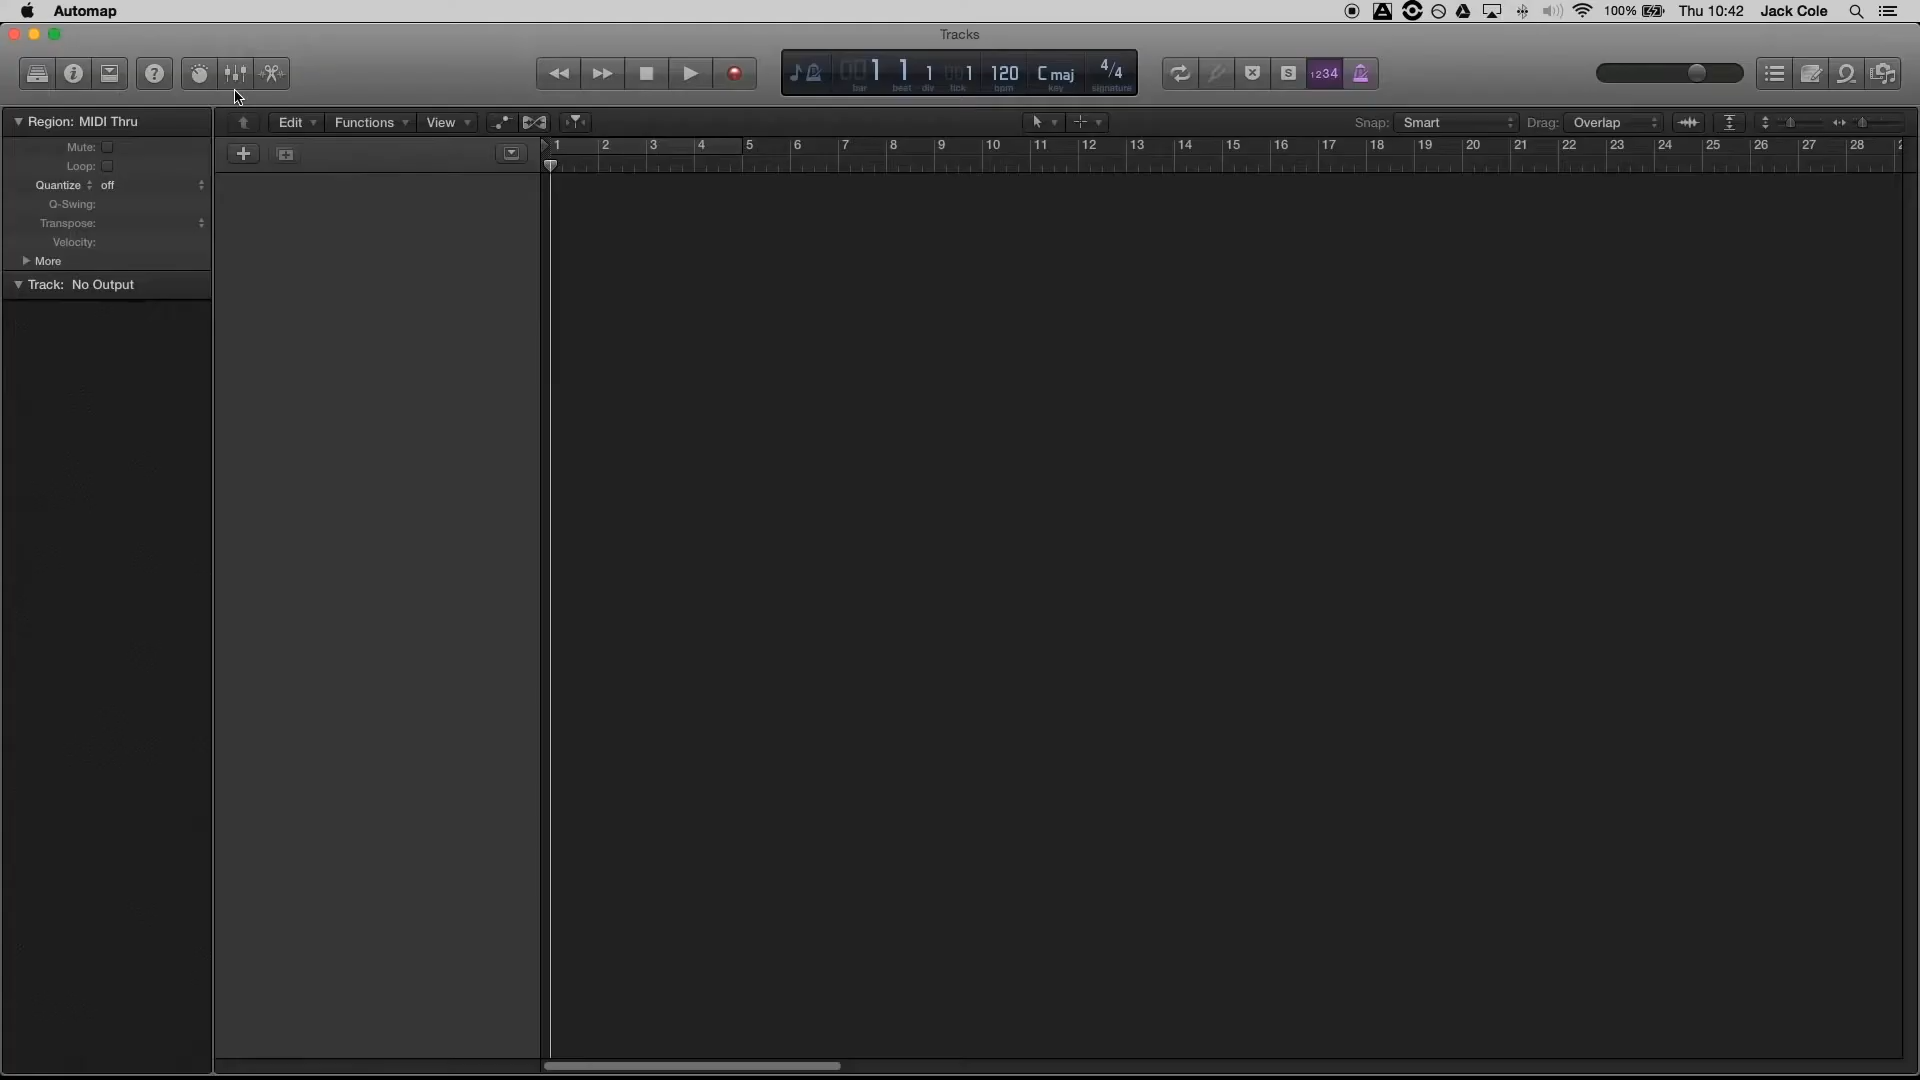 Automap
100%
Thu 10:42
Jack Cole
Tracks
1 1 1 1
120
C maj
4/4
bar beat div tick bpm key signature
S
1234
Region: MIDI Thru
Edit
Functions
View
Snap: Smart
Drag: Overlap
Mute:
Loop:
Quantize off
Q-Swing:
Transpose:
Velocity:
More
Track: No Output
1 2 3 4 5 6 7 8 9 10 11 12 13 14 15 16 17 18 19 20 21 22 23 24 25 26 27 28